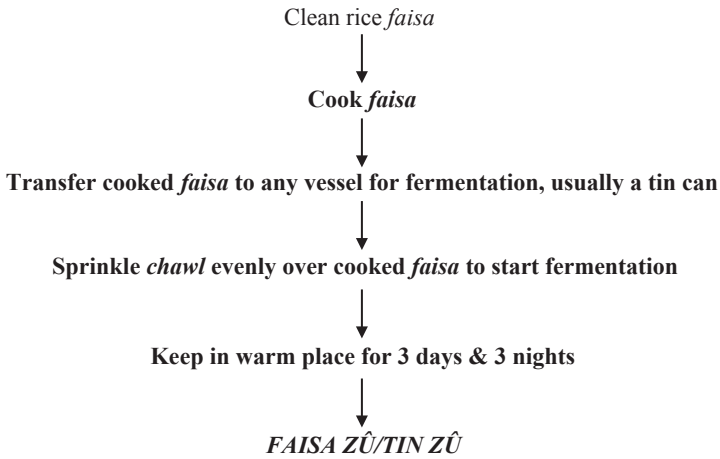 Clean rice faisa
Cook faisa
Transfer cooked faisa to any vessel for fermentation, usually a tin can
Sprinkle chawl evenly over cooked faisa to start fermentation
Keep in warm place for 3 days & 3 nights
FAISA ZÛ/TIN ZÛ